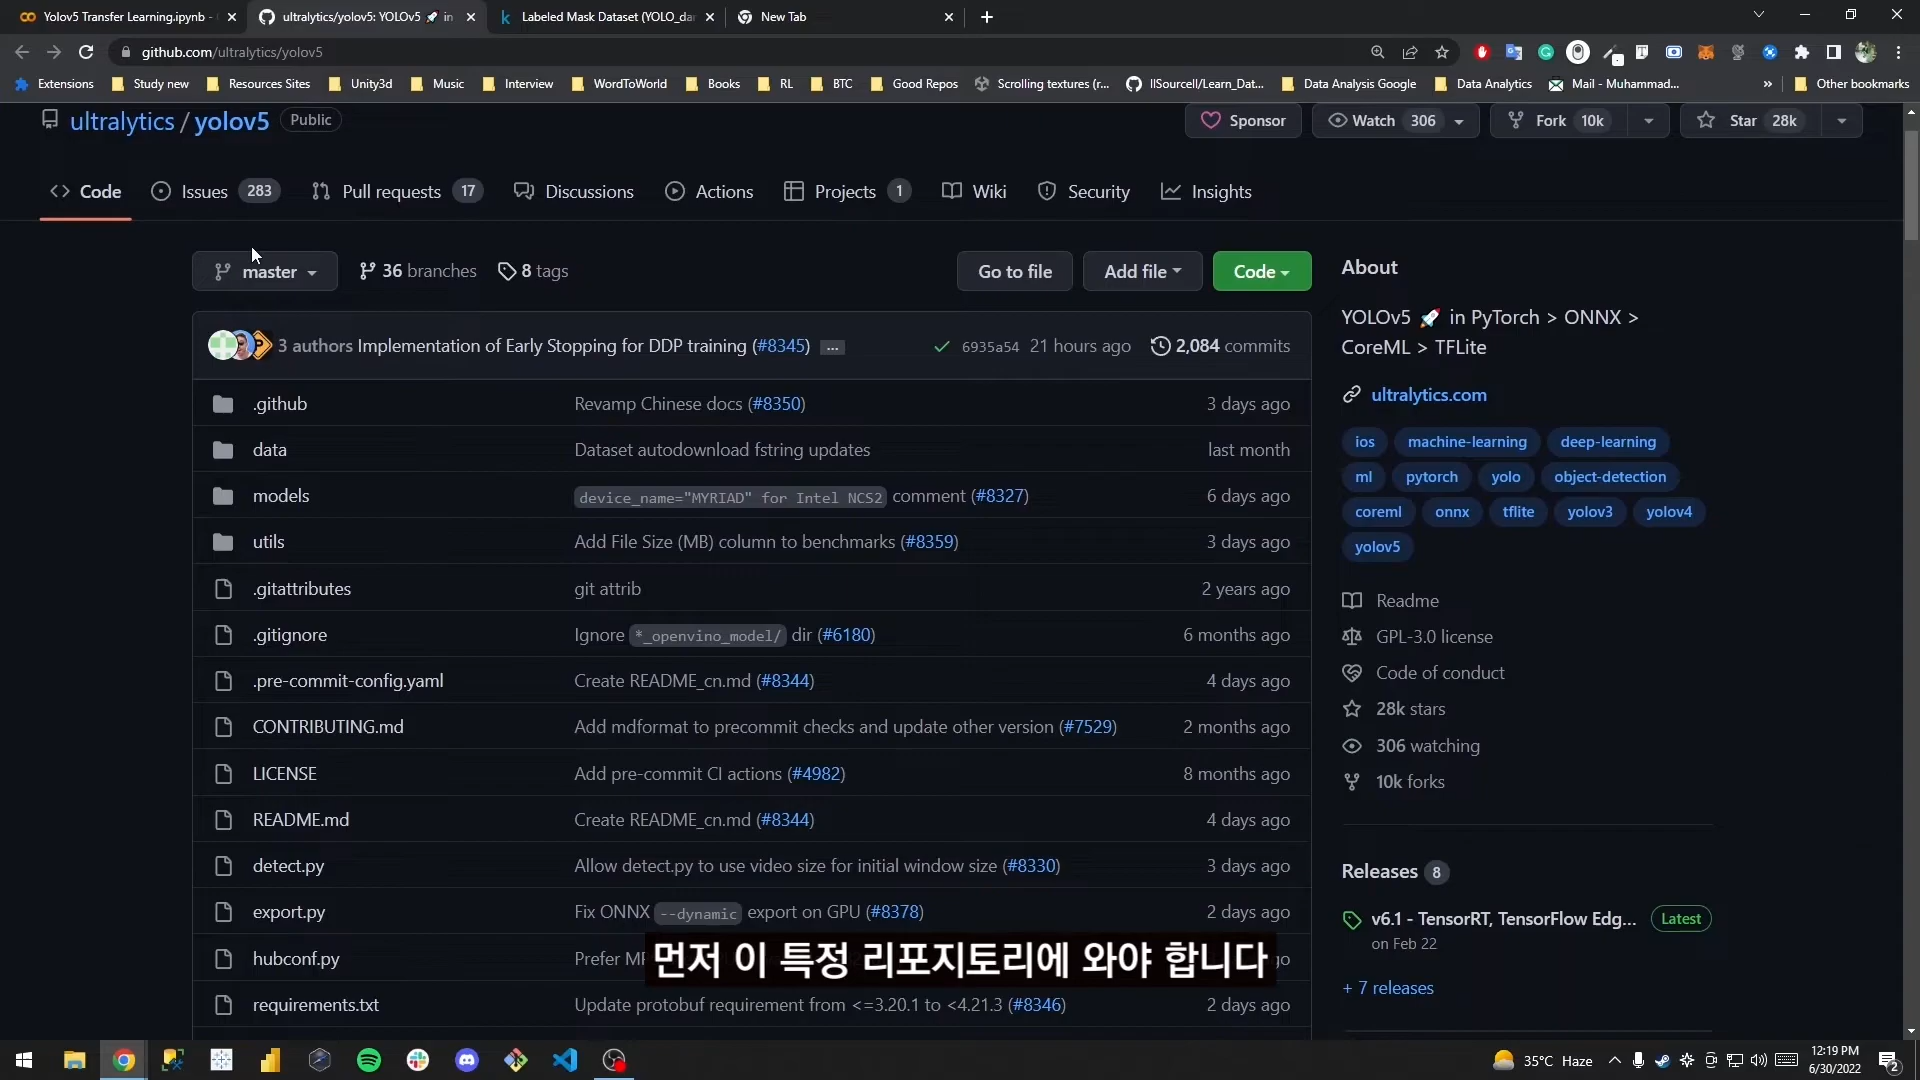 Yolov5 Transfer Learning.ipynb -
ultralytics/yolov5: YOLOv5 🚀 in
Labeled Mask Dataset (YOLO_dar
New Tab
github.com/ultralytics/yolov5
Extensions
Study new
Resources Sites
Unity3d
Music
Interview
WordToWorld
Books
RL
BTC
Good Repos
Scrolling textures (r...
llSourcell/Learn_Dat...
Data Analysis Google
Data Analytics
Mail - Muhammad...
»
Other bookmarks
ultralytics / yolov5 Public
Sponsor
Watch 306
Fork 10k
Star 28k
<> Code
Issues 283
Pull requests 17
Discussions
Actions
Projects 1
Wiki
Security
Insights
master
36 branches
8 tags
Go to file
Add file
Code
3 authors Implementation of Early Stopping for DDP training (#8345) ...
6935a54 21 hours ago
2,084 commits
.github Revamp Chinese docs (#8350) 3 days ago
data Dataset autodownload fstring updates last month
models device_name="MYRIAD" for Intel NCS2 comment (#8327) 6 days ago
utils Add File Size (MB) column to benchmarks (#8359) 3 days ago
.gitattributes git attrib 2 years ago
.gitignore Ignore *_openvino_model/ dir (#6180) 6 months ago
.pre-commit-config.yaml Create README_cn.md (#8344) 4 days ago
CONTRIBUTING.md Add mdformat to precommit checks and update other version (#7529) 2 months ago
LICENSE Add pre-commit CI actions (#4982) 8 months ago
README.md Create README_cn.md (#8344) 4 days ago
detect.py Allow detect.py to use video size for initial window size (#8330) 3 days ago
export.py Fix ONNX --dynamic export on GPU (#8378) 2 days ago
hubconf.py Prefer
requirements.txt Update protobuf requirement from <=3.20.1 to <4.21.3 (#8346) 2 days ago
About
YOLOv5 🚀 in PyTorch > ONNX >
CoreML > TFLite
ultralytics.com
ios machine-learning deep-learning
ml pytorch yolo object-detection
coreml onnx tflite yolov3 yolov4
yolov5
Readme
GPL-3.0 license
Code of conduct
28k stars
306 watching
10k forks
Releases 8
v6.1 - TensorRT, TensorFlow Edg... Latest
on Feb 22
+ 7 releases
먼저 이 특정 리포지토리에 와야 합니다
35°C Haze
12:19 PM
6/30/2022
2